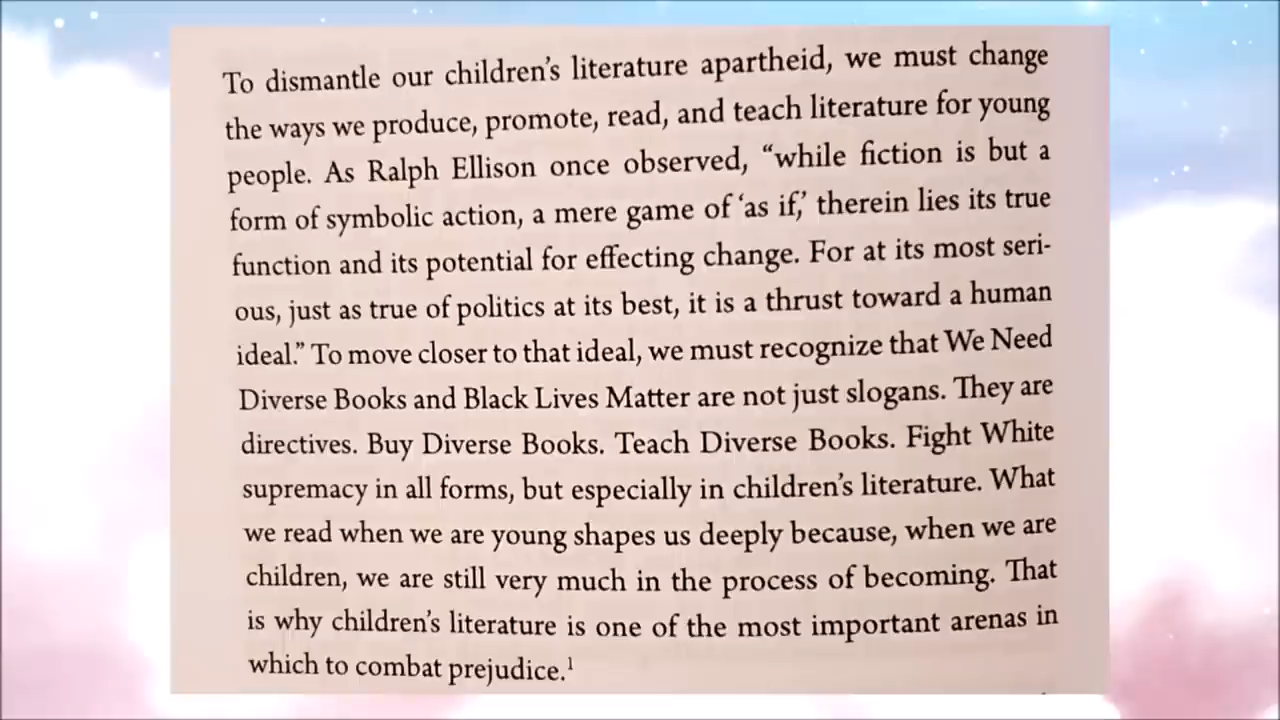 To dismantle our children's literature apartheid, we must change
the ways we produce, promote, read, and teach literature for young
people. As Ralph Ellison once observed, “while fiction is but a
form of symbolic action, a mere game of ‘as if,’ therein lies its true
function and its potential for effecting change. For at its most seri-
ous, just as true of politics at its best, it is a thrust toward a human
ideal.” To move closer to that ideal, we must recognize that We Need
Diverse Books and Black Lives Matter are not just slogans. They are
directives. Buy Diverse Books. Teach Diverse Books. Fight White
supremacy in all forms, but especially in children's literature. What
we read when we are young shapes us deeply because, when we are
children, we are still very much in the process of becoming. That
is why children's literature is one of the most important arenas in
which to combat prejudice.¹